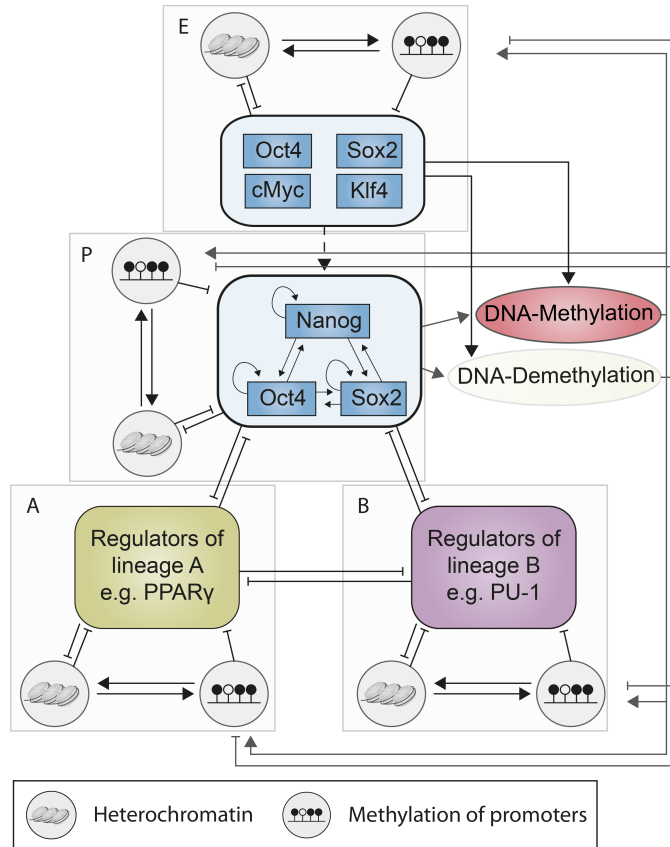 E
Oct4
Sox2
cMyc
Klf4
P
Nanog
Oct4
Sox2
DNA-Methylation
DNA-Demethylation
A
Regulators of
lineage A
e.g. PPARγ
B
Regulators of
lineage B
e.g. PU-1
Heterochromatin
Methylation of promoters